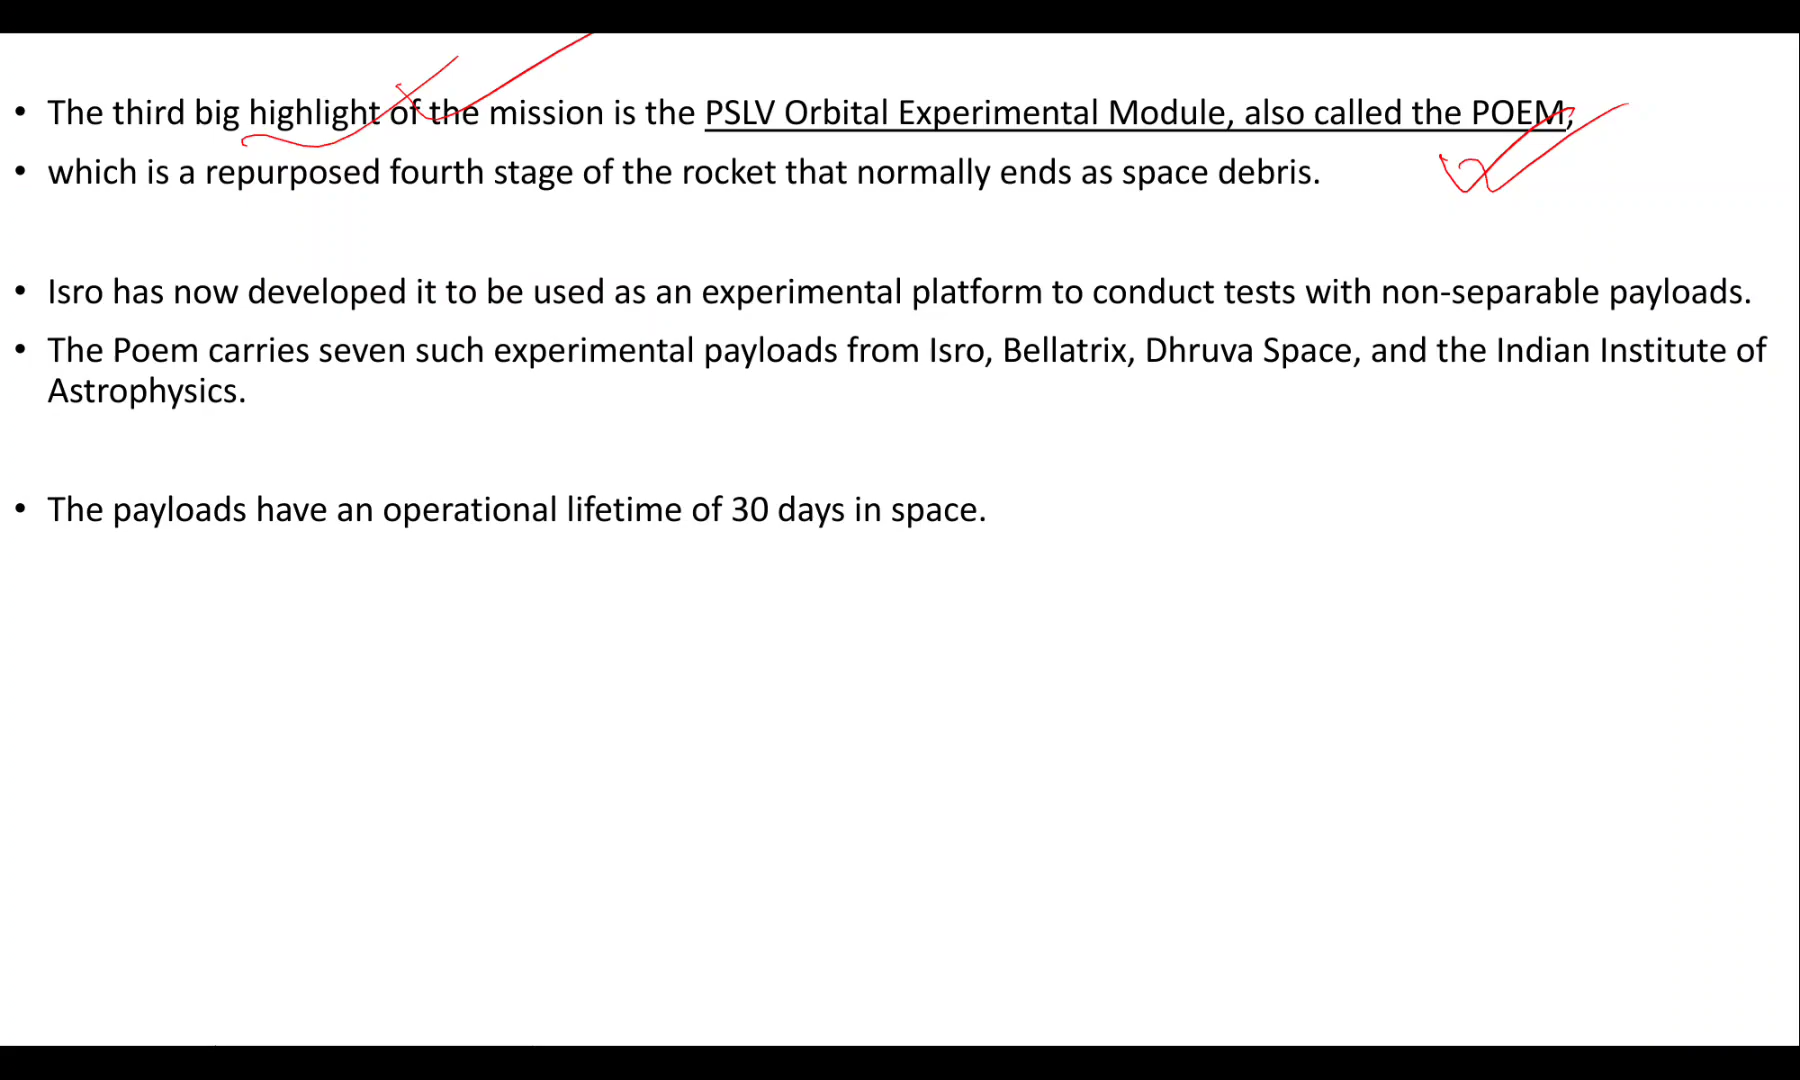 • The third big highlight of the mission is the PSLV Orbital Experimental Module, also called the POEM,
• which is a repurposed fourth stage of the rocket that normally ends as space debris.
• Isro has now developed it to be used as an experimental platform to conduct tests with non-separable payloads.
• The Poem carries seven such experimental payloads from Isro, Bellatrix, Dhruva Space, and the Indian Institute of
Astrophysics.
• The payloads have an operational lifetime of 30 days in space.